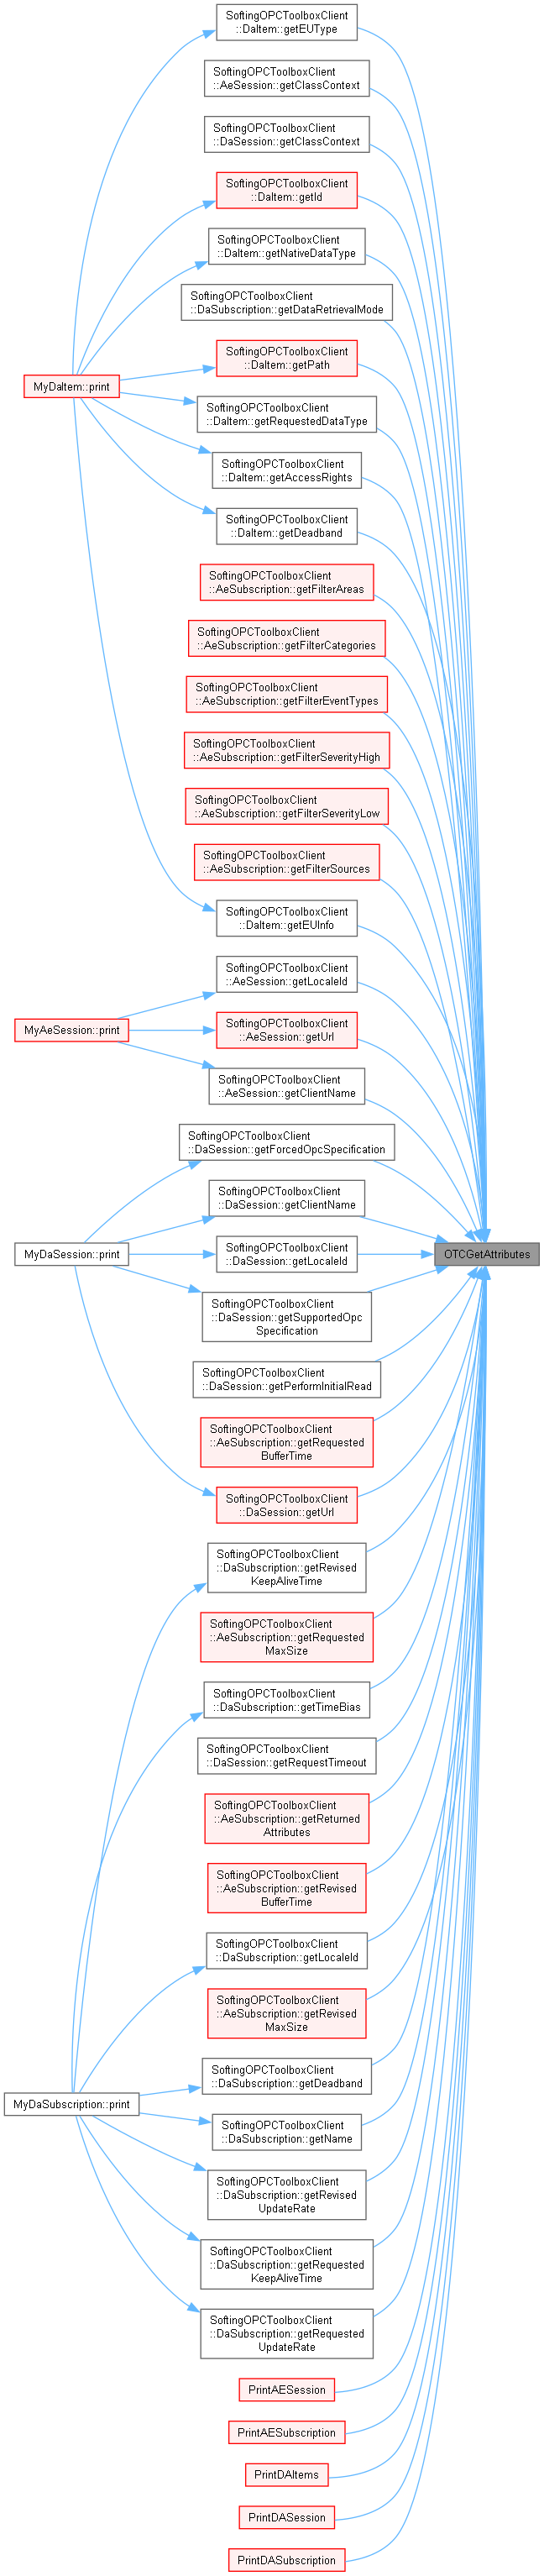 SoftingOPCToolboxClient
::DaItem::getEUType
SoftingOPCToolboxClient
::AeSession::getClassContext
SoftingOPCToolboxClient
::DaSession::getClassContext
SoftingOPCToolboxClient
::DaItem::getId
SoftingOPCToolboxClient
::DaItem::getNativeDataType
SoftingOPCToolboxClient
::DaSubscription::getDataRetrievalMode
SoftingOPCToolboxClient
::DaItem::getPath
MyDaItem::print
SoftingOPCToolboxClient
::DaItem::getRequestedDataType
SoftingOPCToolboxClient
::DaItem::getAccessRights
SoftingOPCToolboxClient
::DaItem::getDeadband
SoftingOPCToolboxClient
::AeSubscription::getFilterAreas
SoftingOPCToolboxClient
::AeSubscription::getFilterCategories
SoftingOPCToolboxClient
::AeSubscription::getFilterEventTypes
SoftingOPCToolboxClient
::AeSubscription::getFilterSeverityHigh
SoftingOPCToolboxClient
::AeSubscription::getFilterSeverityLow
SoftingOPCToolboxClient
::AeSubscription::getFilterSources
SoftingOPCToolboxClient
::DaItem::getEUInfo
SoftingOPCToolboxClient
::AeSession::getLocaleId
MyAeSession::print
SoftingOPCToolboxClient
::AeSession::getUrl
SoftingOPCToolboxClient
::AeSession::getClientName
SoftingOPCToolboxClient
::DaSession::getForcedOpcSpecification
SoftingOPCToolboxClient
::DaSession::getClientName
MyDaSession::print
SoftingOPCToolboxClient
::DaSession::getLocaleId
OTCGetAttributes
SoftingOPCToolboxClient
::DaSession::getSupportedOpc
Specification
SoftingOPCToolboxClient
::DaSession::getPerformInitialRead
SoftingOPCToolboxClient
::AeSubscription::getRequested
BufferTime
SoftingOPCToolboxClient
::DaSession::getUrl
SoftingOPCToolboxClient
::DaSubscription::getRevised
KeepAliveTime
SoftingOPCToolboxClient
::AeSubscription::getRequested
MaxSize
SoftingOPCToolboxClient
::DaSubscription::getTimeBias
SoftingOPCToolboxClient
::DaSession::getRequestTimeout
SoftingOPCToolboxClient
::AeSubscription::getReturned
Attributes
SoftingOPCToolboxClient
::AeSubscription::getRevised
BufferTime
SoftingOPCToolboxClient
::DaSubscription::getLocaleId
SoftingOPCToolboxClient
::AeSubscription::getRevised
MaxSize
SoftingOPCToolboxClient
::DaSubscription::getDeadband
MyDaSubscription::print
SoftingOPCToolboxClient
::DaSubscription::getName
SoftingOPCToolboxClient
::DaSubscription::getRevised
UpdateRate
SoftingOPCToolboxClient
::DaSubscription::getRequested
KeepAliveTime
SoftingOPCToolboxClient
::DaSubscription::getRequested
UpdateRate
PrintAESession
PrintAESubscription
PrintDAItems
PrintDASession
PrintDASubscription